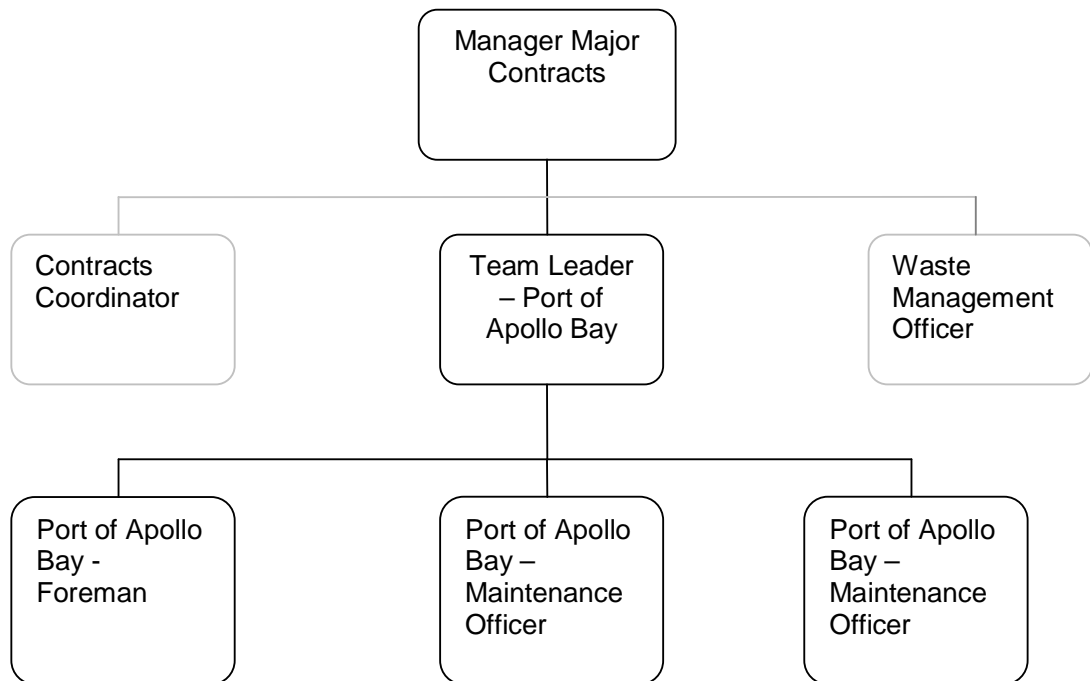 Manager Major
Contracts
Contracts
Coordinator
Team Leader
– Port of
Apollo Bay
Waste
Management
Officer
Port of Apollo
Bay -
Foreman
Port of Apollo
Bay –
Maintenance
Officer
Port of Apollo
Bay –
Maintenance
Officer